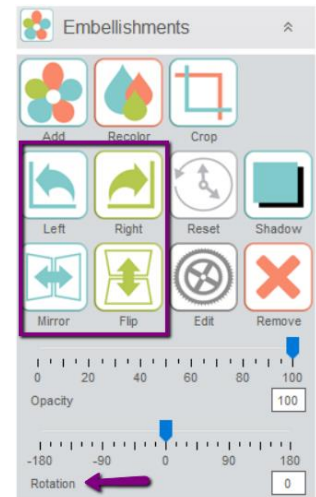 Embellishments
Add Recolor Crop
Left Right Reset Shadow
Mirror Flip Edit Remove
0 20 40 60 80 100
Opacity 100
-180 -90 0 90 180
Rotation 0